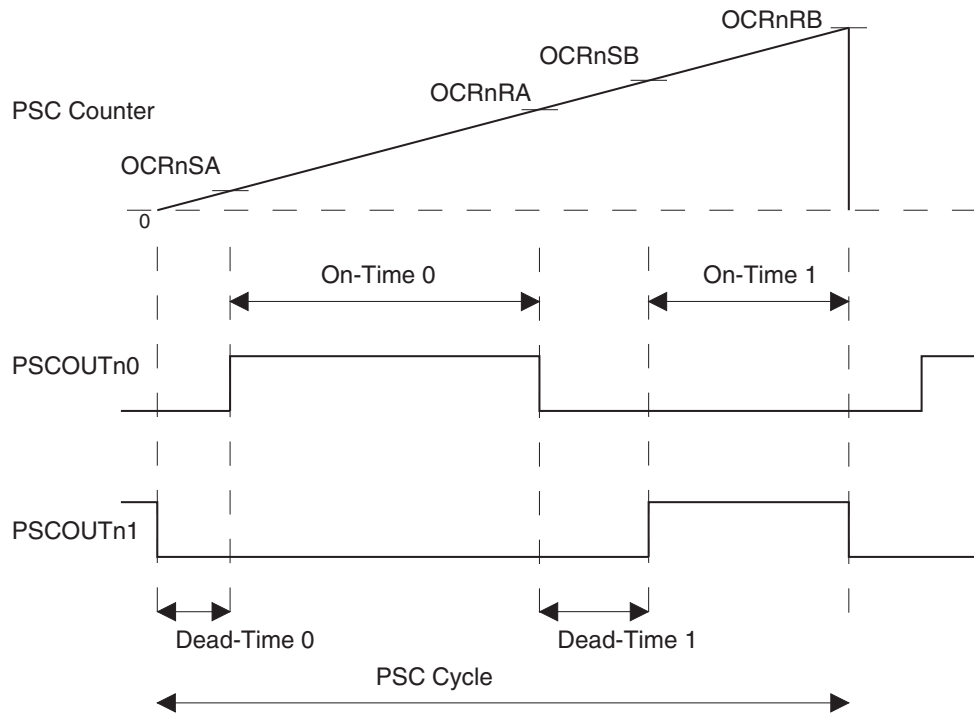 OCRnRB
OCRnSB
OCRnRA
PSC Counter
OCRnSA
0
On-Time 0
On-Time 1
PSCOUTn0
PSCOUTn1
Dead-Time 0
Dead-Time 1
PSC Cycle